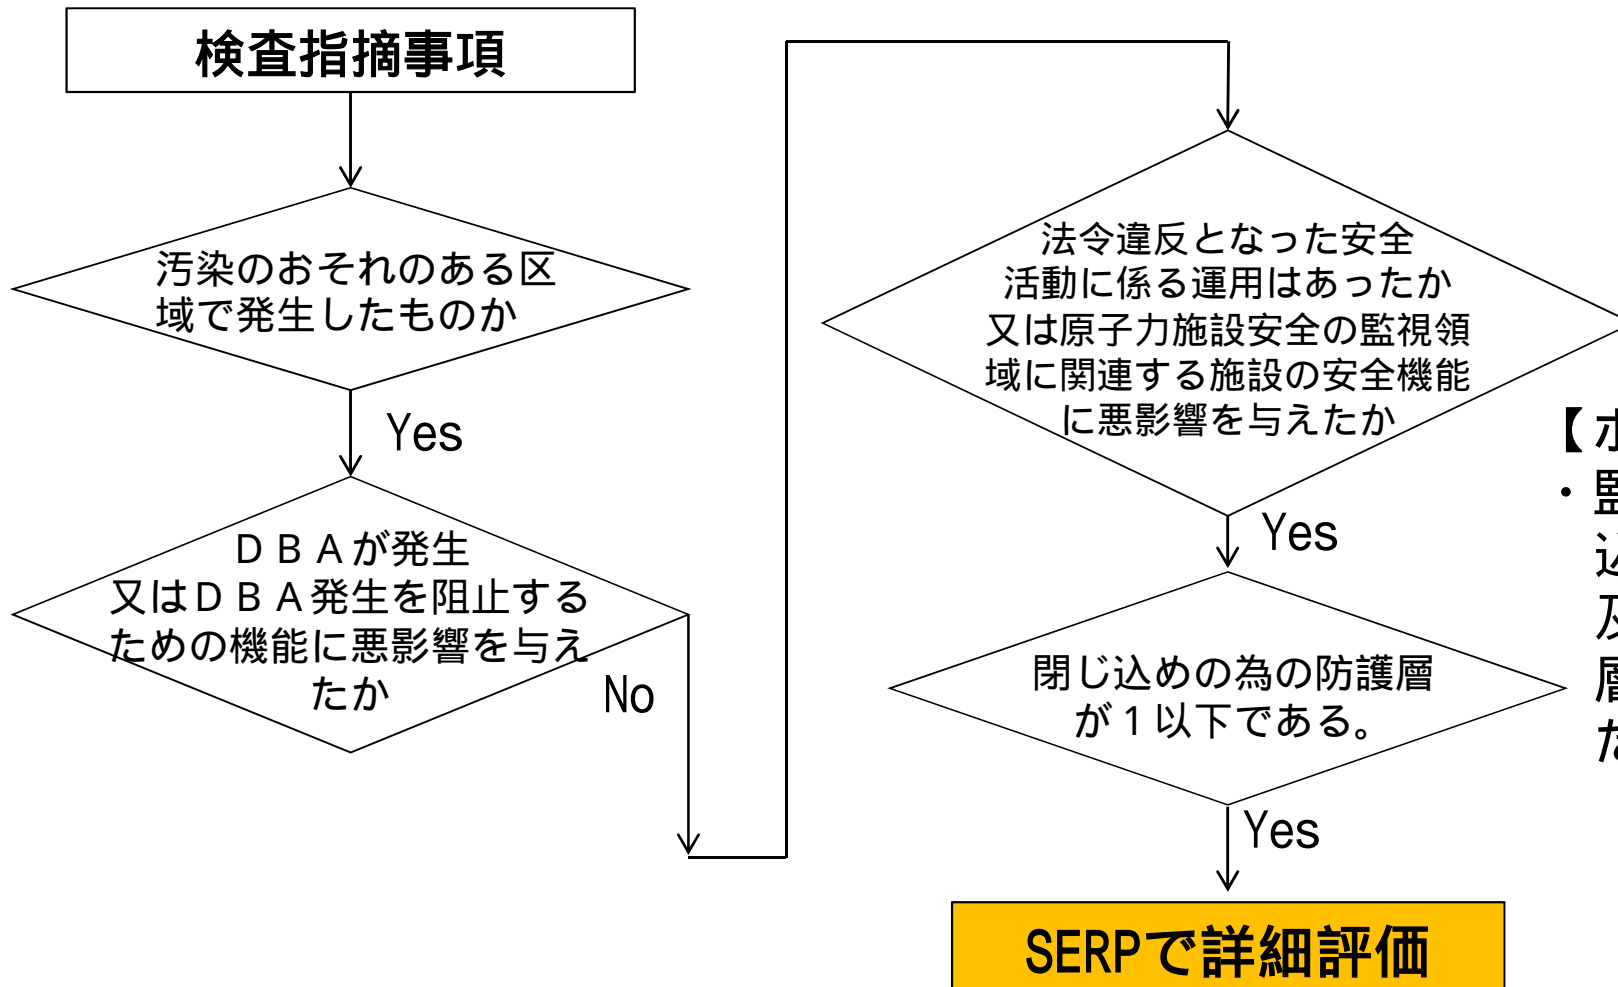 検査指摘事項
汚染のおそれのある区
域で発生したものか
Yes
ＤＢＡが発生
又はＤＢＡ発生を阻止する
ための機能に悪影響を与え
たか
No
法令違反となった安全
活動に係る運用はあったか
又は原子力施設安全の監視領
域に関連する施設の安全機能
に悪影響を与えたか
Yes
閉じ込めの為の防護層
が１以下である。
Yes
SERPで詳細評価
【
・監
及
層